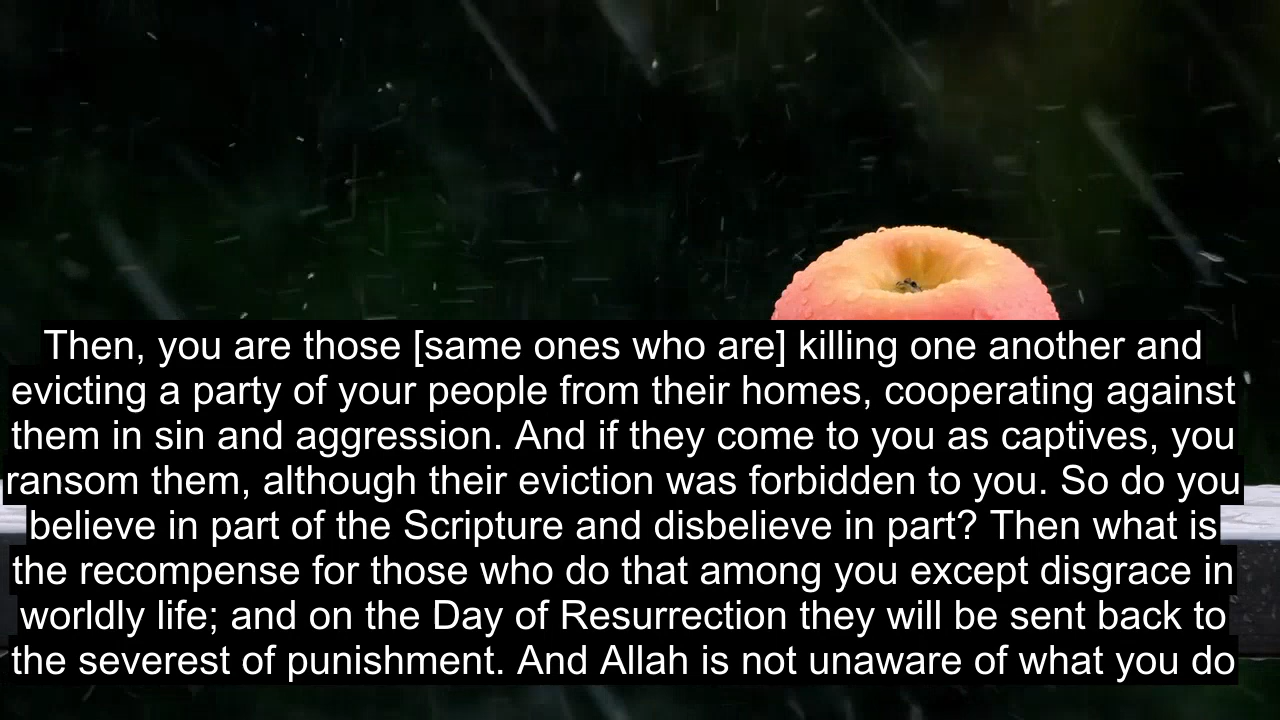 Then, you are those [same ones who are] killing one another and
evicting a party of your people from their homes, cooperating against
them in sin and aggression. And if they come to you as captives, you
ransom them, although their eviction was forbidden to you. So do you
believe in part of the Scripture and disbelieve in part? Then what is
the recompense for those who do that among you except disgrace in
worldly life; and on the Day of Resurrection they will be sent back to
the severest of punishment. And Allah is not unaware of what you do